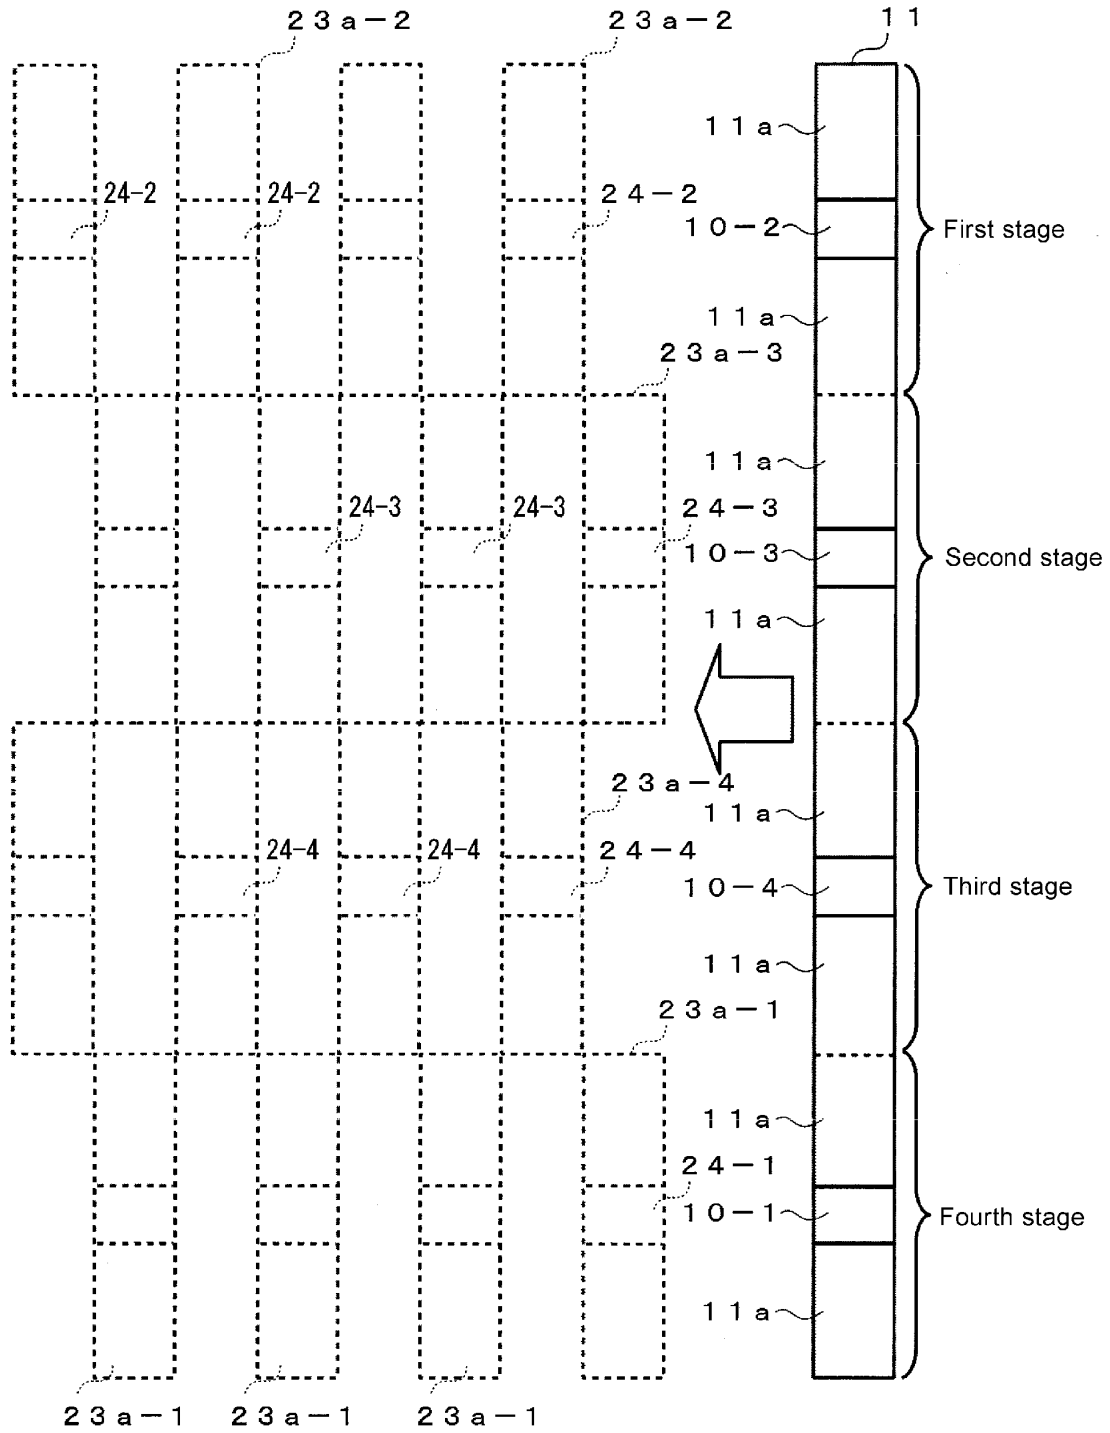 23a-2 23a-2 11
11a
24-2 24-2 24-2 10-2 First stage
11a
23a-3
11a
24-3 24-3 24-3
10-3 Second stage
11a
23a-4
11a
24-4 24-4 24-4
10-4 Third stage
11a
23a-1
11a
24-1
10-1 Fourth stage
11a
23a-1 23a-1 23a-1